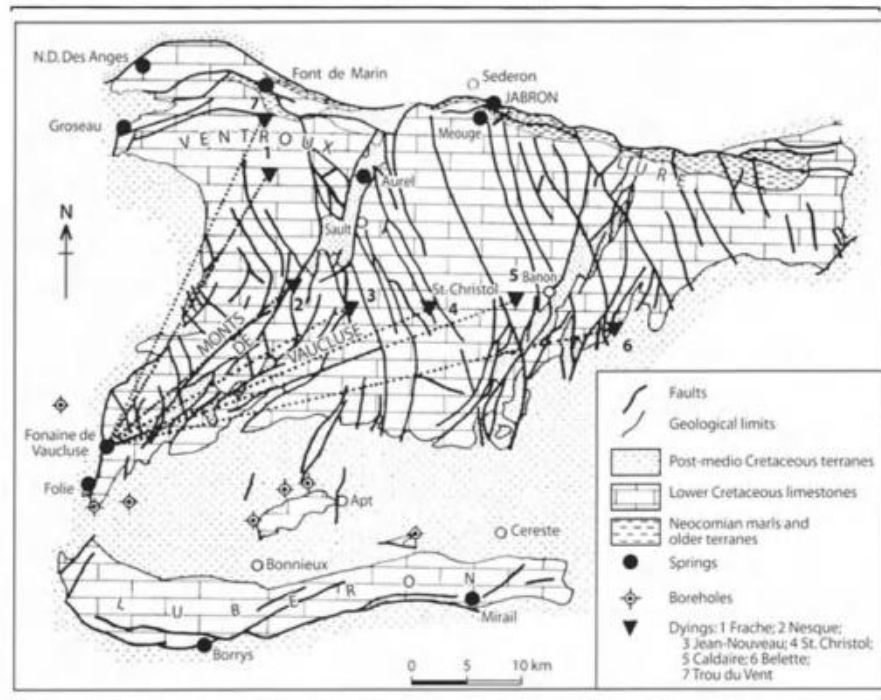 N.D. Des Anges
Font de Marin
Sederon
JABRON
Groseau
7
VENTROUX
Meouge
1
LURE
Aurel
N
Sault
5
Banon
St. Christol
2
3
4
6
MONTS
DE
VAUCLUSE
Fonaine de
Vaucluse
Folie
Apt
Cereste
Bonnieux
LUBERON
Mirail
Borrys
0 5 10 km
Faults
Geological limits
Post-medio Cretaceous terranes
Lower Cretaceous limestones
Neocomian marls and
older terranes
Springs
Boreholes
Dyings: 1 Frache; 2 Nesque;
3 Jean-Nouveau; 4 St. Christol;
5 Caldaire; 6 Belette;
7 Trou du Vent